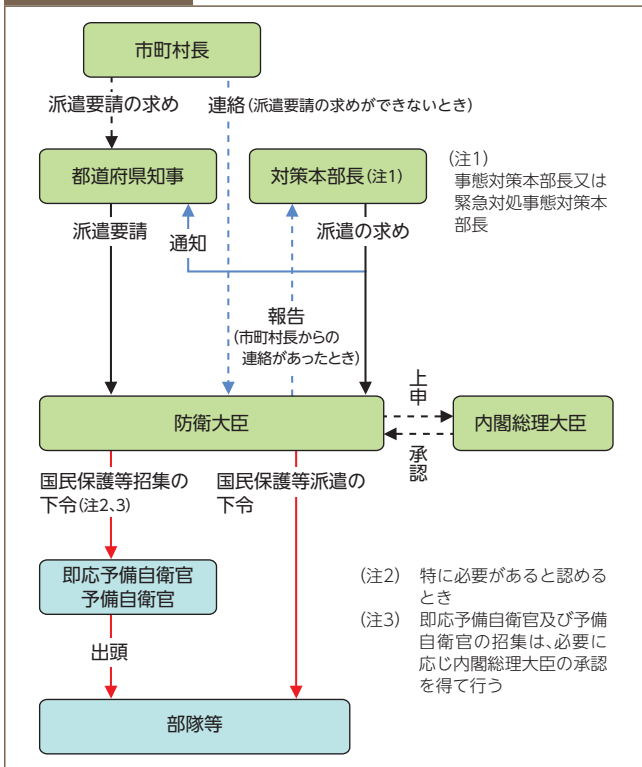 市町村長
派遣要請の求め
連絡(派遣要請の求めができないとき)
都道府県知事
対策本部長(注1)
(注1)
事態対策本部長又は
緊急対処事態対策本
部長
派遣要請
通知
派遣の求め
報告
(市町村長からの
連絡があったとき)
防衛大臣
上申
承認
内閣総理大臣
国民保護等招集の
下令(注2、3)
国民保護等派遣の
下令
即応予備自衛官
予備自衛官
(注2) 特に必要があると認める
とき
(注3) 即応予備自衛官及び予備
自衛官の招集は、必要に
応じ内閣総理大臣の承認
を得て行う
出頭
部隊等